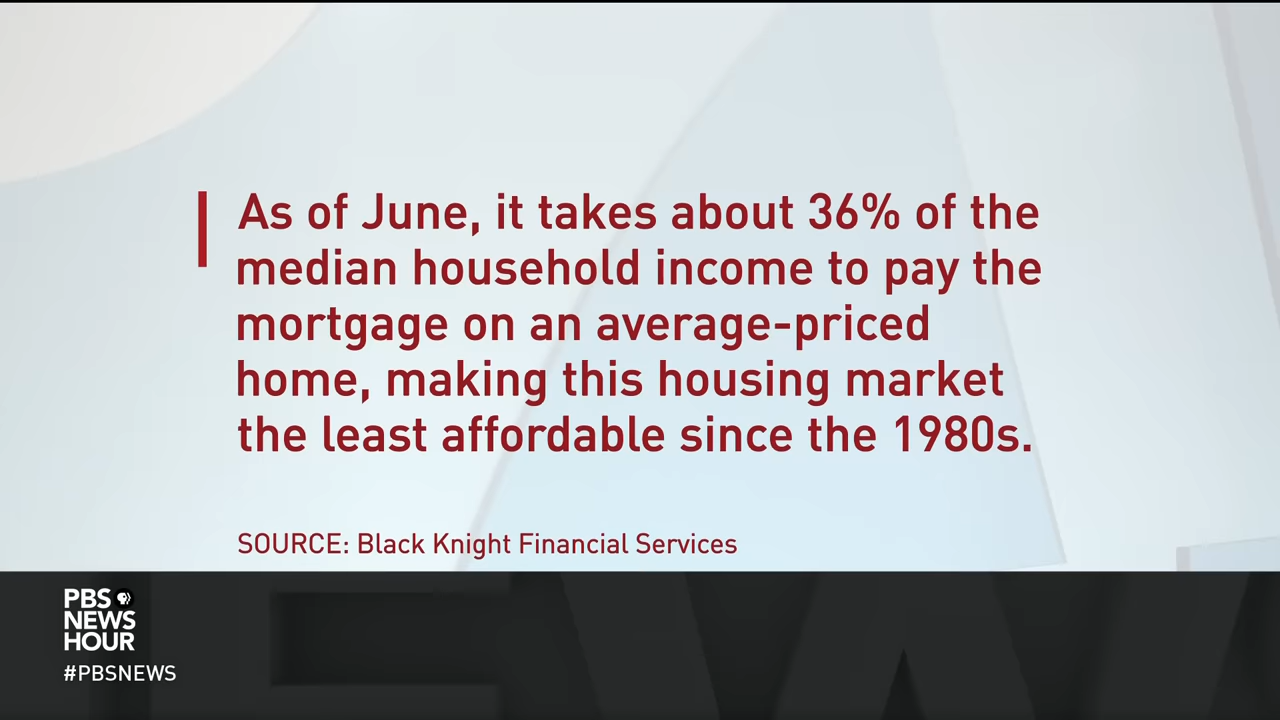 As of June, it takes about 36% of the
median household income to pay the
mortgage on an average-priced
home, making this housing market
the least affordable since the 1980s.
SOURCE: Black Knight Financial Services
PBS
NEWS
HOUR
#PBSNEWS